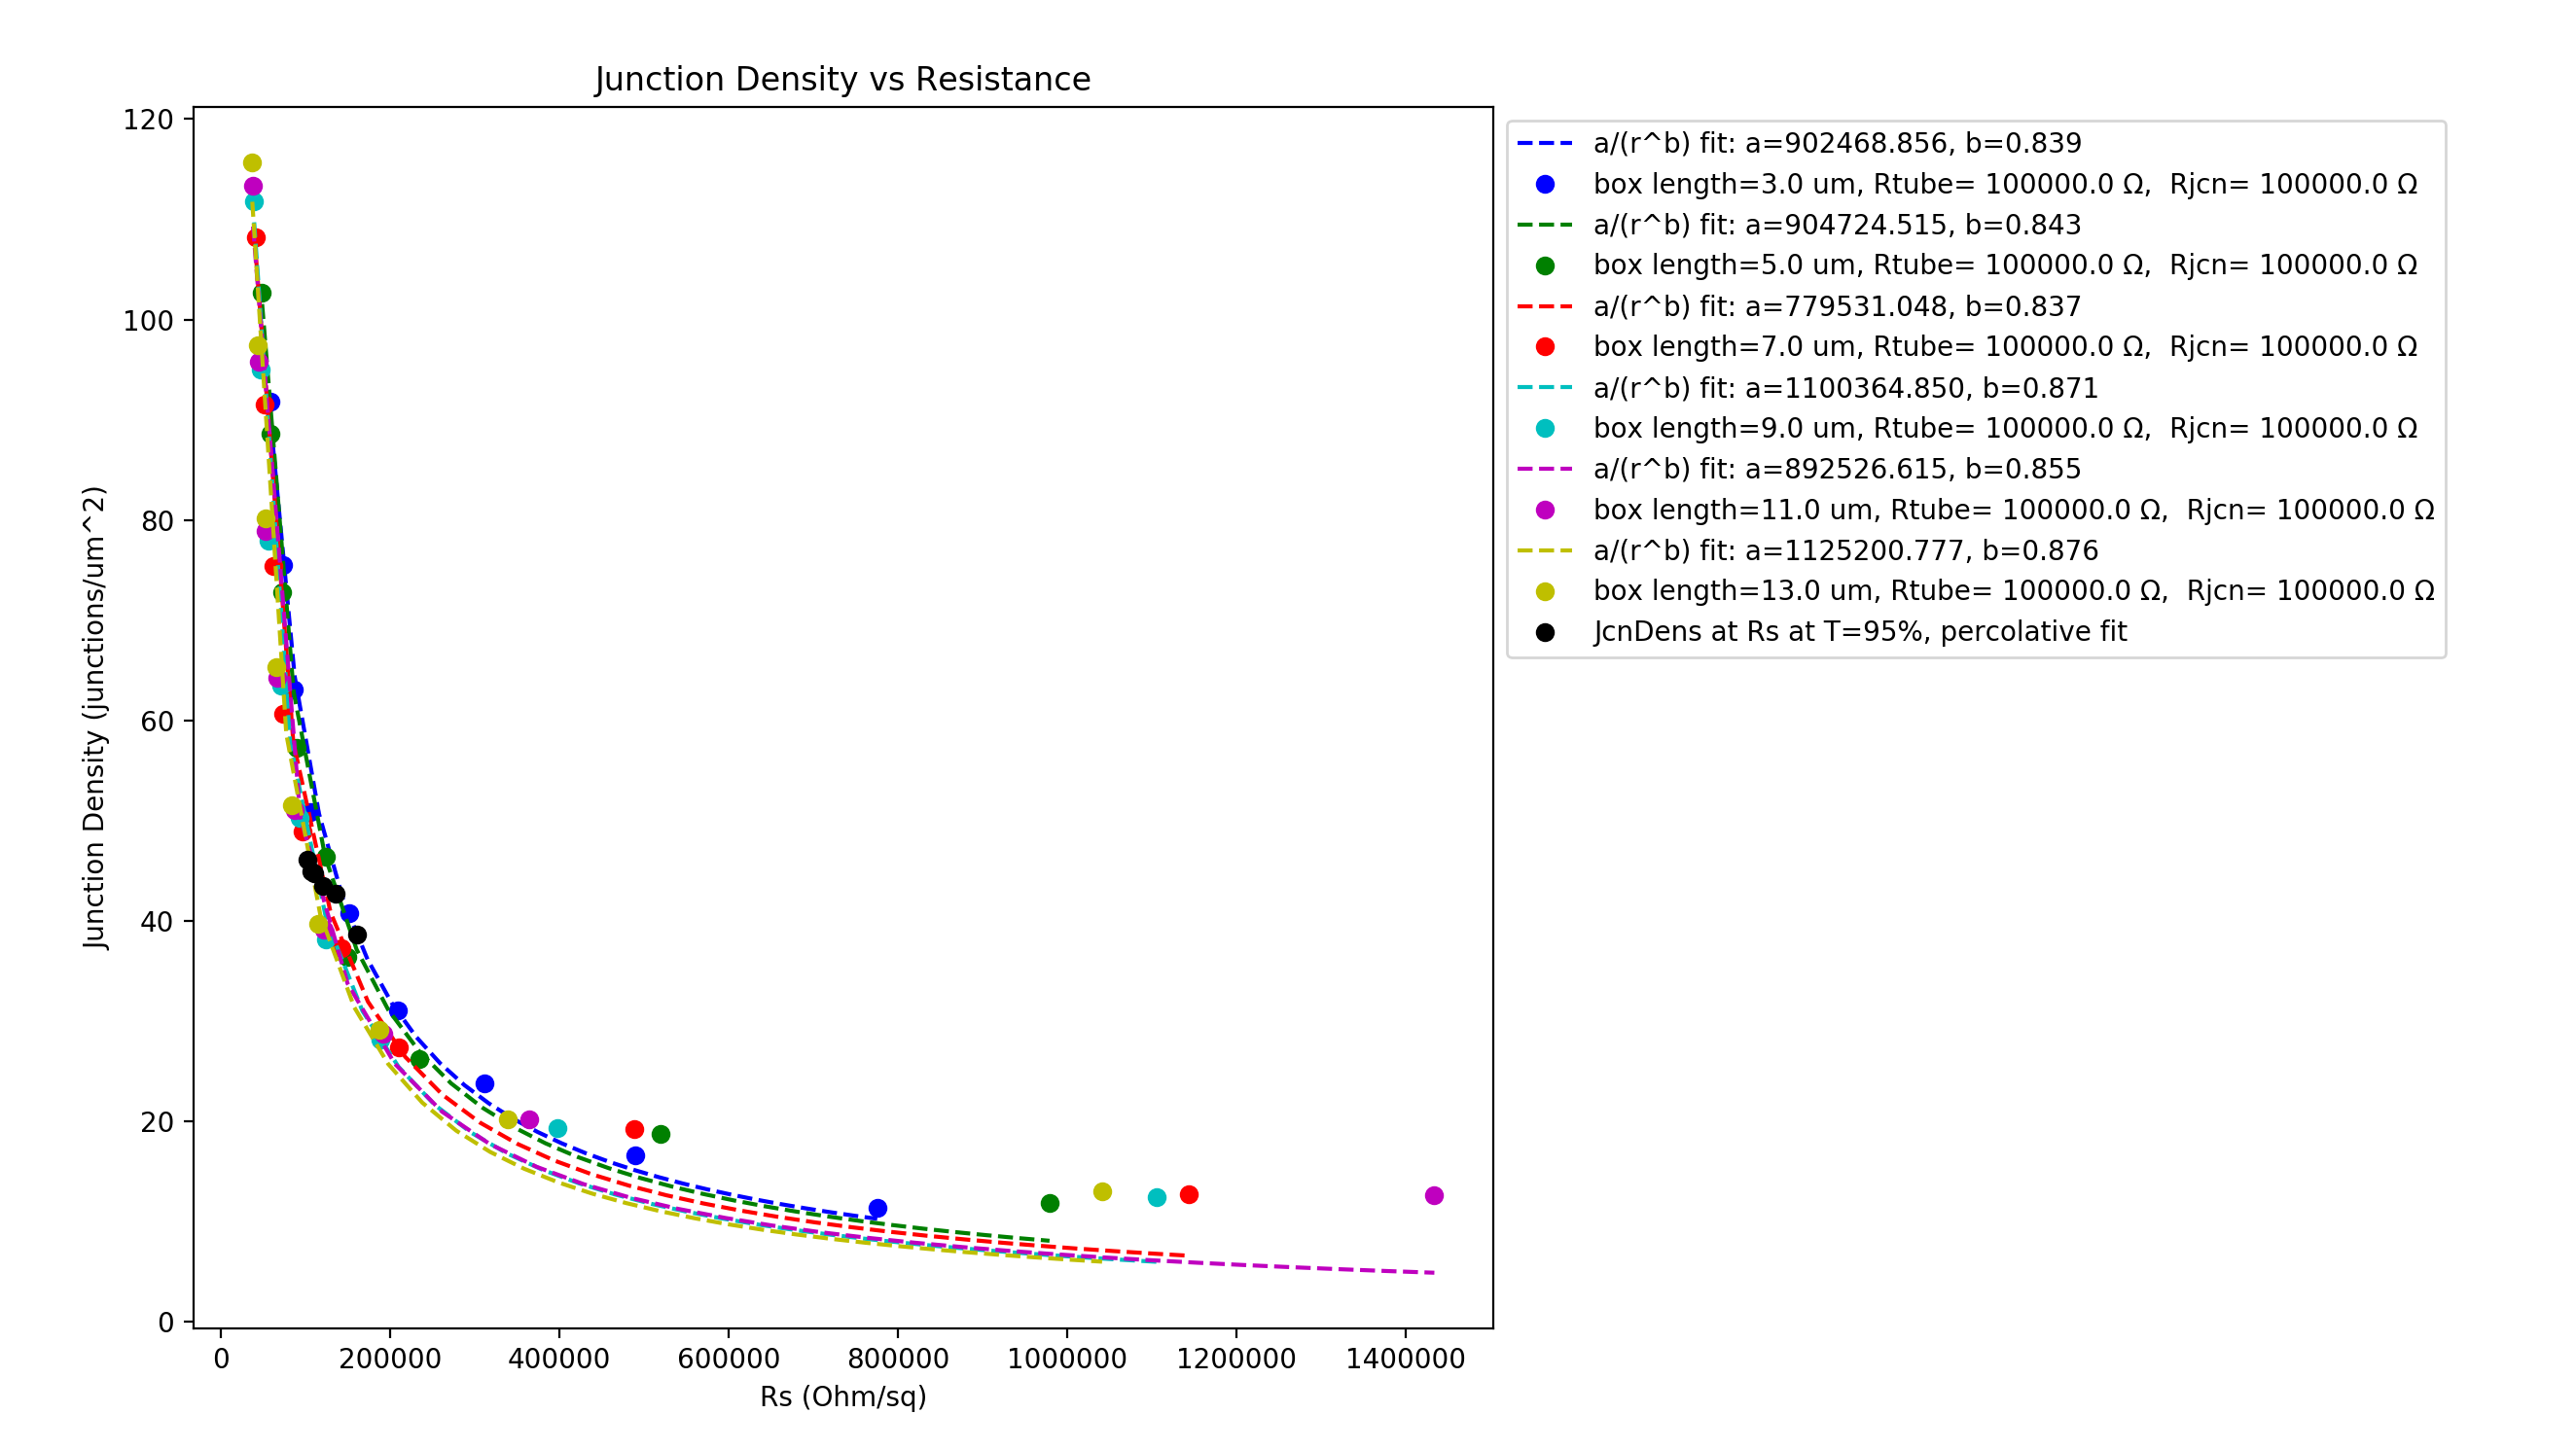 Junction Density vs Resistance
120
100
80
60
40
20
0
Junction Density (junctions/um^2)
0 200000 400000 600000 800000 1000000 1200000 1400000
Rs (Ohm/sq)
a/(r^b) fit: a=902468.856, b=0.839
box length=3.0 um, Rtube= 100000.0 Ω,  Rjcn= 100000.0 Ω
a/(r^b) fit: a=904724.515, b=0.843
box length=5.0 um, Rtube= 100000.0 Ω,  Rjcn= 100000.0 Ω
a/(r^b) fit: a=779531.048, b=0.837
box length=7.0 um, Rtube= 100000.0 Ω,  Rjcn= 100000.0 Ω
a/(r^b) fit: a=1100364.850, b=0.871
box length=9.0 um, Rtube= 100000.0 Ω,  Rjcn= 100000.0 Ω
a/(r^b) fit: a=892526.615, b=0.855
box length=11.0 um, Rtube= 100000.0 Ω,  Rjcn= 100000.0 Ω
a/(r^b) fit: a=1125200.777, b=0.876
box length=13.0 um, Rtube= 100000.0 Ω,  Rjcn= 100000.0 Ω
JcnDens at Rs at T=95%, percolative fit